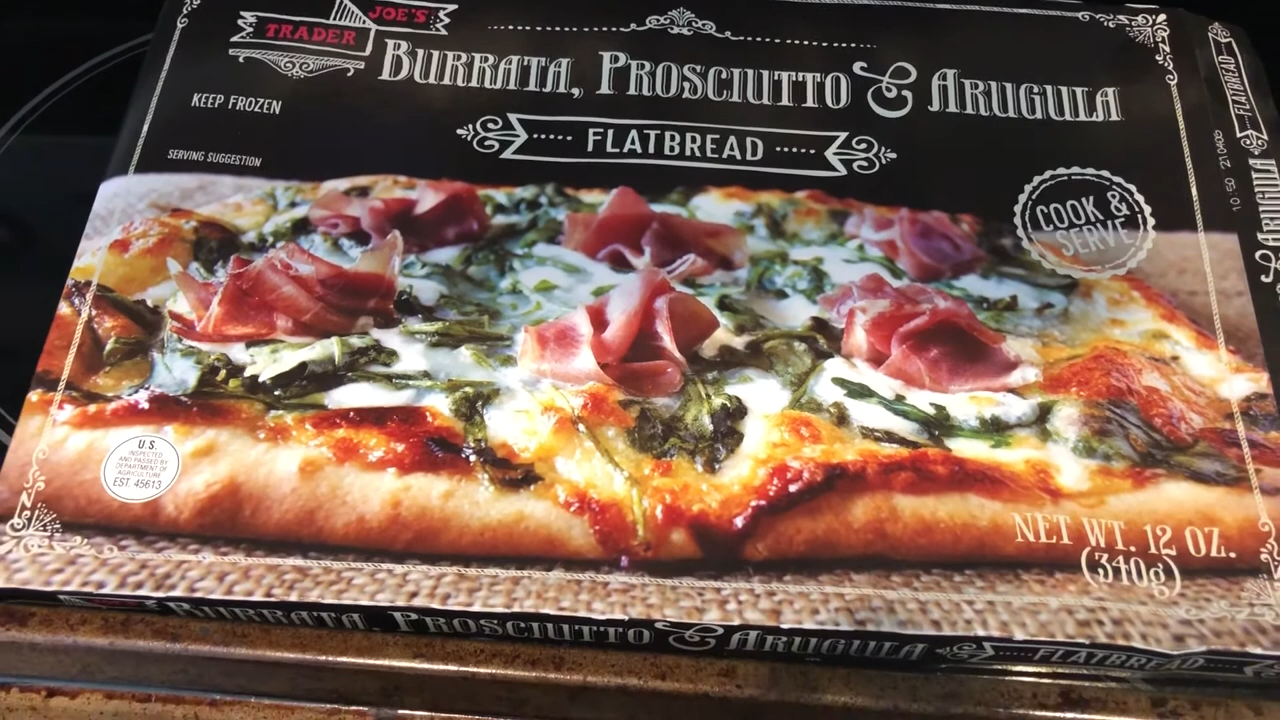 TRADER JOE'S
BURRATA, PROSCIUTTO & ARUGULA
FLATBREAD
KEEP FROZEN
SERVING SUGGESTION
COOK &
SERVE
U.S.
INSPECTED
AND PASSED BY
DEPARTMENT OF
AGRICULTURE
EST. 45613
NET WT. 12 OZ.
(340g)
BURRATA, PROSCIUTTO & ARUGULA
FLATBREAD
FLATBREAD
& ARUGULA